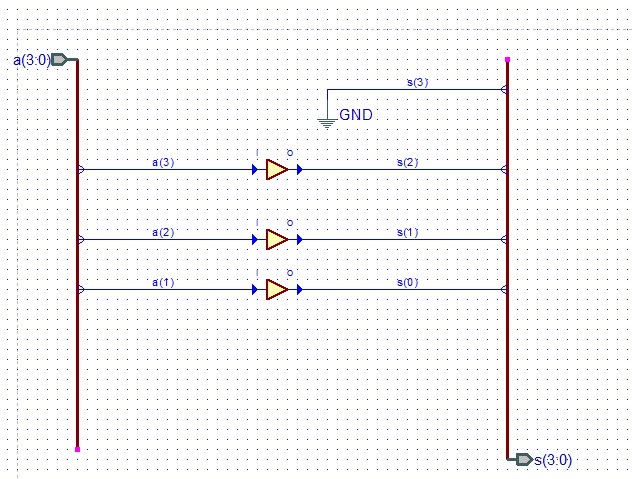 a(3:0)
s(3)
GND
I O
a(3) s(2)
I O
a(2) s(1)
I O
a(1) s(0)
s(3:0)